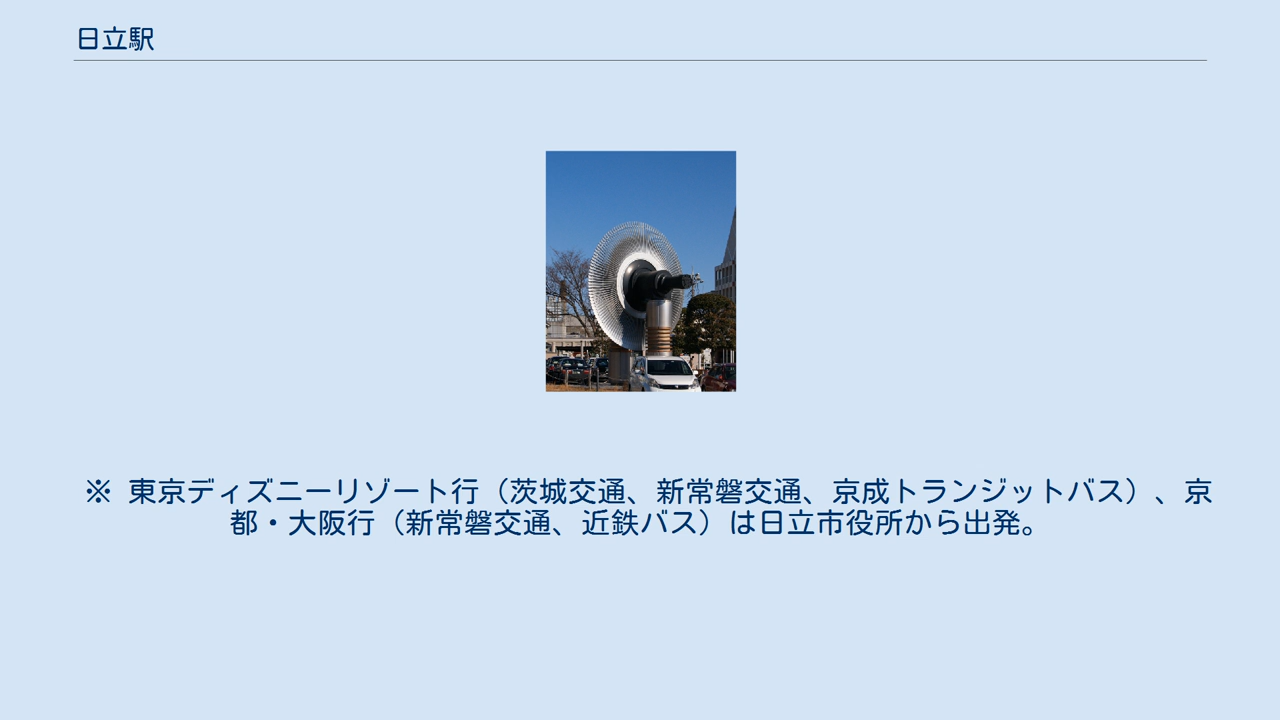 日立駅
※ 東京ディズニーリゾート行（茨城交通、新常磐交通、京成トランジットバス）、京
都・大阪行（新常磐交通、近鉄バス）は日立市役所から出発。